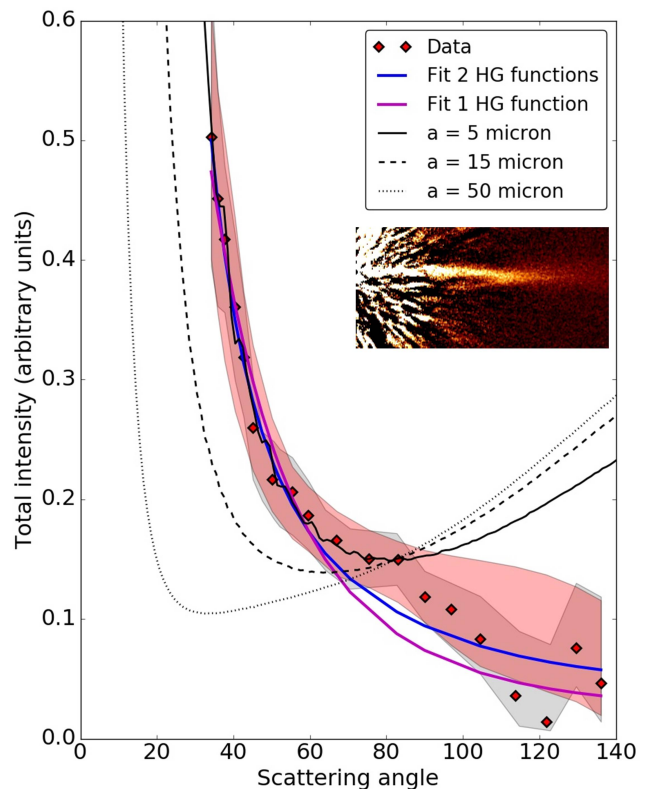 0.6
0.5
0.4
0.3
0.2
0.1
0.0
Total intensity (arbitrary units)
Data
Fit 2 HG functions
Fit 1 HG function
a = 5 micron
a = 15 micron
a = 50 micron
0 20 40 60 80 100 120 140
Scattering angle